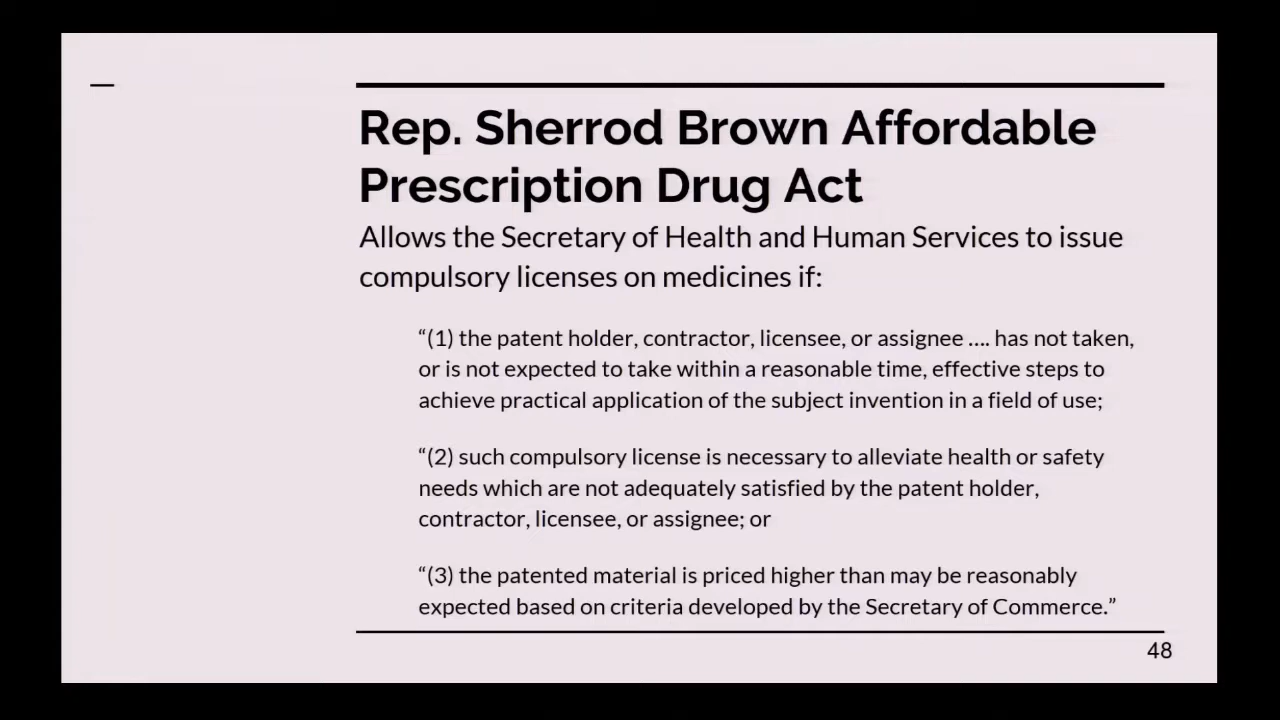 Rep. Sherrod Brown Affordable
Prescription Drug Act
Allows the Secretary of Health and Human Services to issue
compulsory licenses on medicines if:
“(1) the patent holder, contractor, licensee, or assignee .... has not taken,
or is not expected to take within a reasonable time, effective steps to
achieve practical application of the subject invention in a field of use;
“(2) such compulsory license is necessary to alleviate health or safety
needs which are not adequately satisfied by the patent holder,
contractor, licensee, or assignee; or
“(3) the patented material is priced higher than may be reasonably
expected based on criteria developed by the Secretary of Commerce.”
48